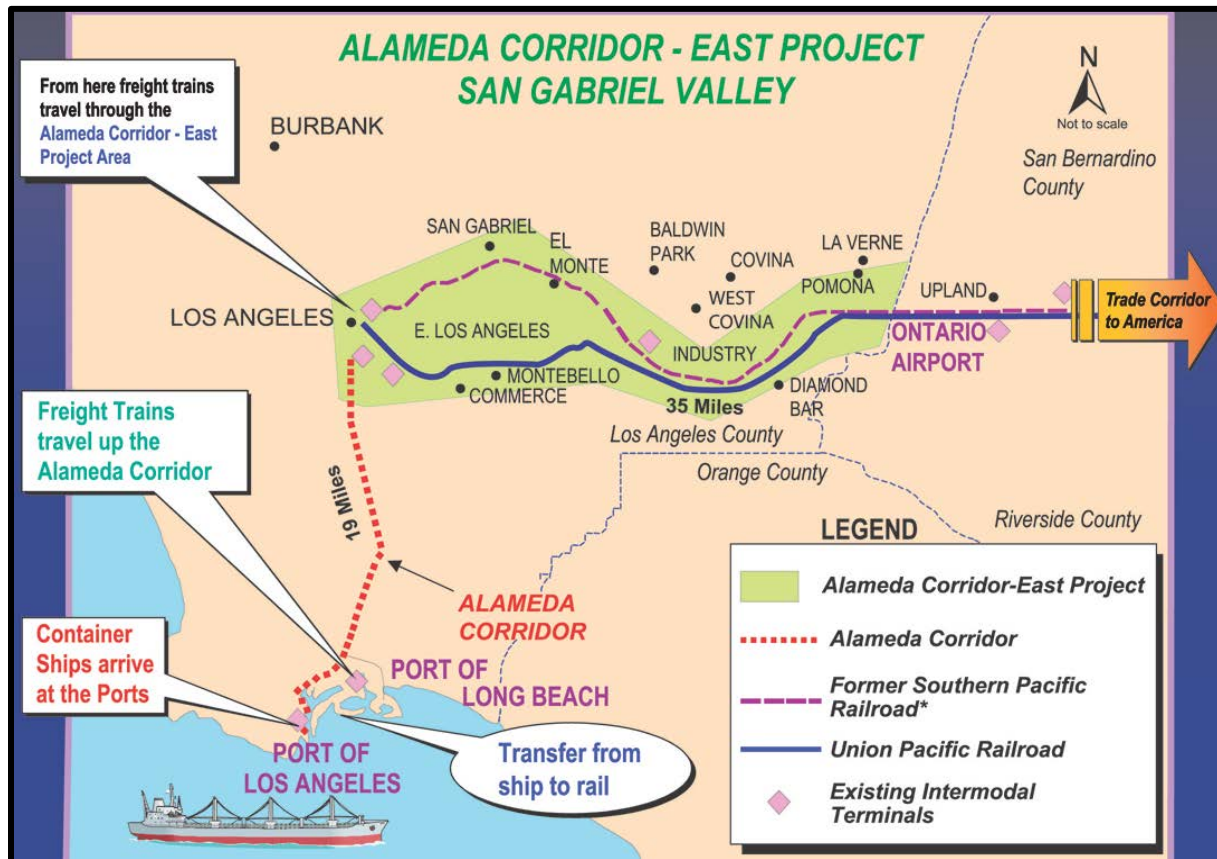 ALAMEDA CORRIDOR - EAST PROJECT
SAN GABRIEL VALLEY
N
Not to scale
From here freight trains
travel through the
Alameda Corridor - East
Project Area
BURBANK
San Bernardino
County
SAN GABRIEL
EL
MONTE
BALDWIN
PARK
COVINA
LA VERNE
WEST
COVINA
POMONA
UPLAND
Trade Corridor
to America
LOS ANGELES
E. LOS ANGELES
INDUSTRY
ONTARIO
AIRPORT
MONTEBELLO
COMMERCE
DIAMOND
BAR
35 Miles
Los Angeles County
Orange County
Riverside County
Freight Trains
travel up the
Alameda Corridor
19 Miles
ALAMEDA
CORRIDOR
Container
Ships arrive
at the Ports
PORT OF
LONG BEACH
PORT OF
LOS ANGELES
Transfer from
ship to rail
LEGEND
Alameda Corridor-East Project
Alameda Corridor
Former Southern Pacific
Railroad*
Union Pacific Railroad
Existing Intermodal
Terminals